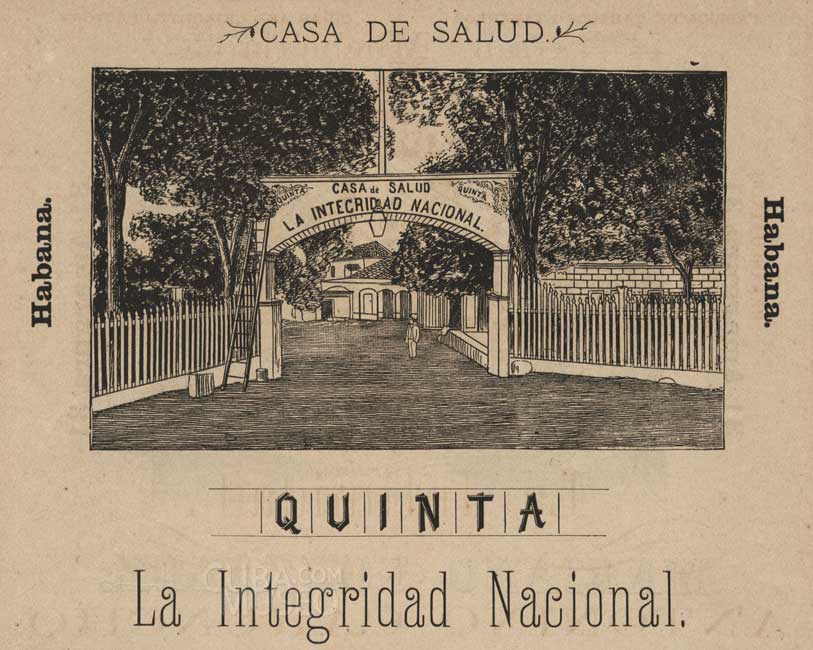 CASA DE SALUD.
Habana.
QUINTA
CASA de SALUD
QUINTA
LA INTEGRIDAD NACIONAL.
Habana.
QUINTA
La Integridad Nacional.